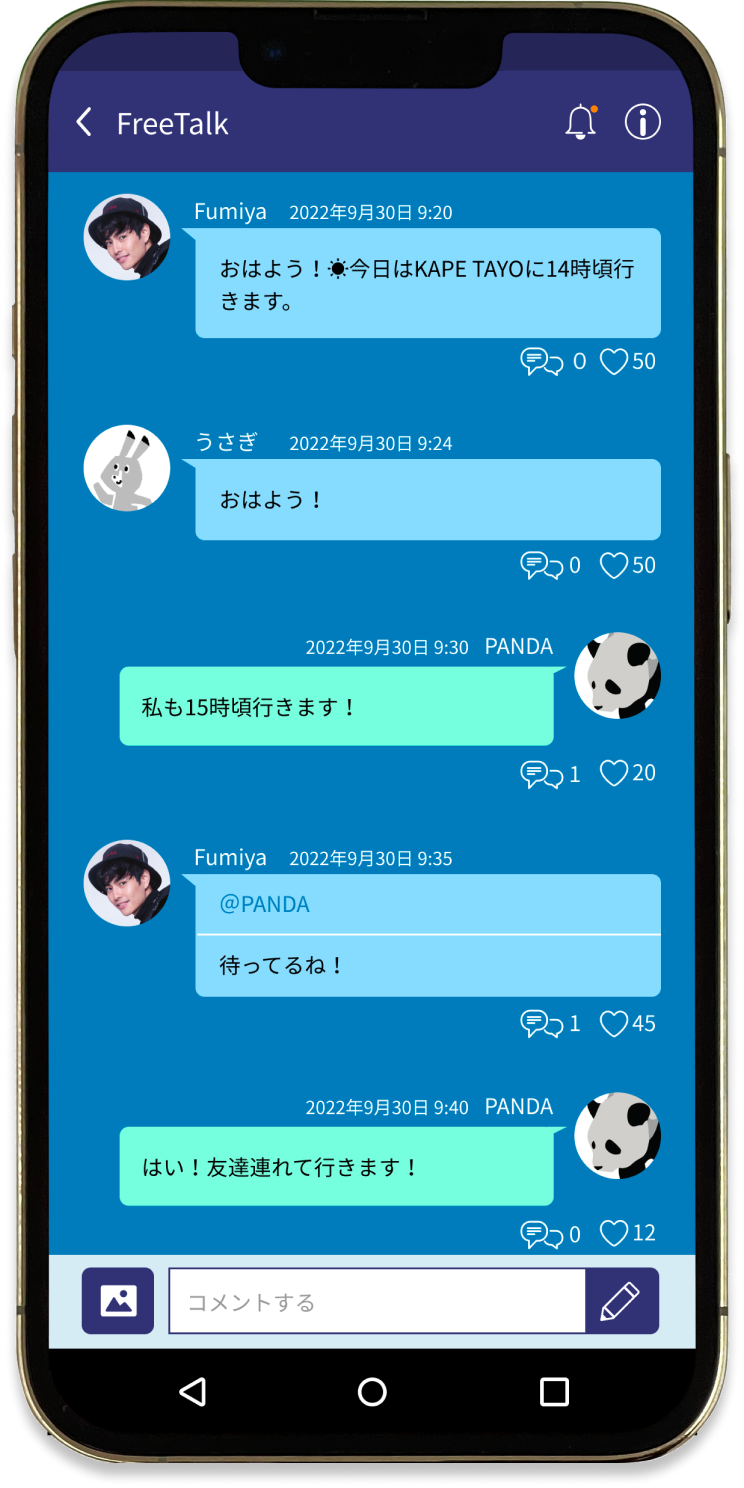 FreeTalk
Fumiya 2022年9月30日 9:20
おはよう！☀今日はKAPE TAYOに14時頃行
きます。
0 50
うさぎ 2022年9月30日 9:24
おはよう！
0 50
2022年9月30日 9:30 PANDA
私も15時頃行きます！
1 20
Fumiya 2022年9月30日 9:35
@PANDA
待ってるね！
1 45
2022年9月30日 9:40 PANDA
はい！友達連れて行きます！
0 12
コメントする